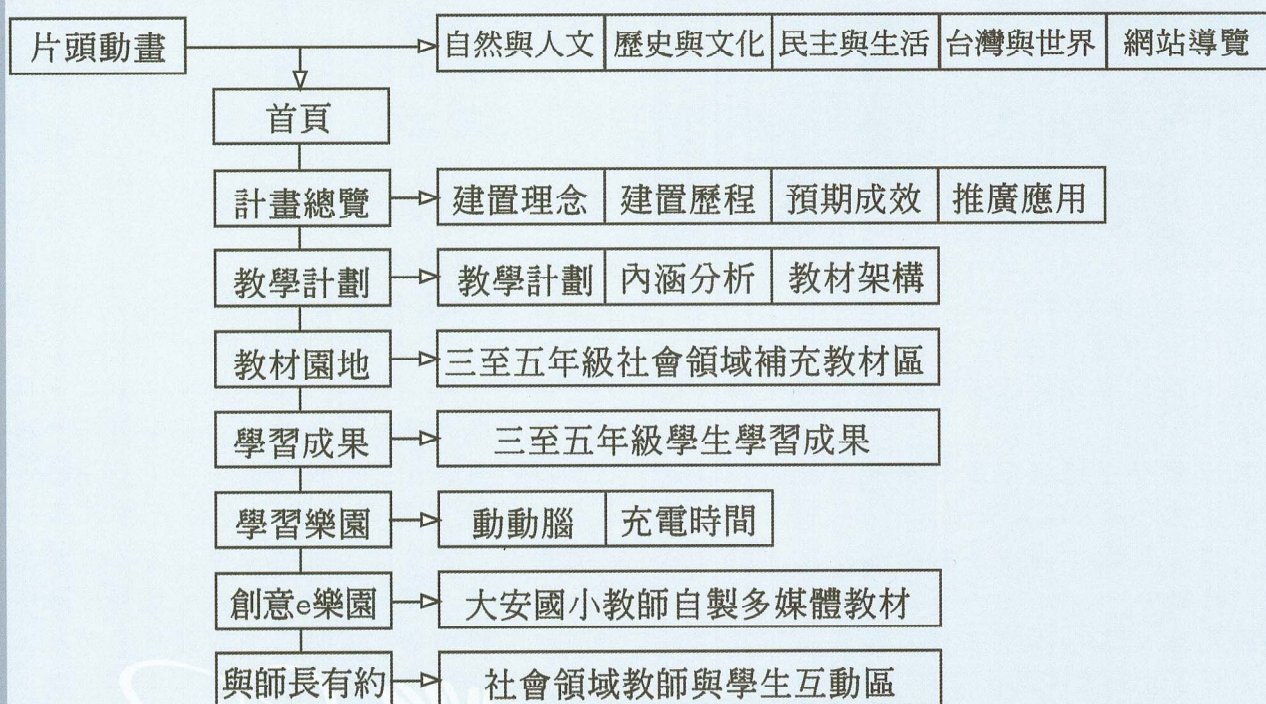 片頭動畫 自然與人文 歷史與文化 民主與生活 台灣與世界 網站導覽
首頁
計畫總覽 建置理念 建置歷程 預期成效 推廣應用
教學計劃 教學計劃 內涵分析 教材架構
教材園地 三至五年級社會領域補充教材區
學習成果 三至五年級學生學習成果
學習樂園 動動腦 充電時間
創意e樂園 大安國小教師自製多媒體教材
與師長有約 社會領域教師與學生互動區